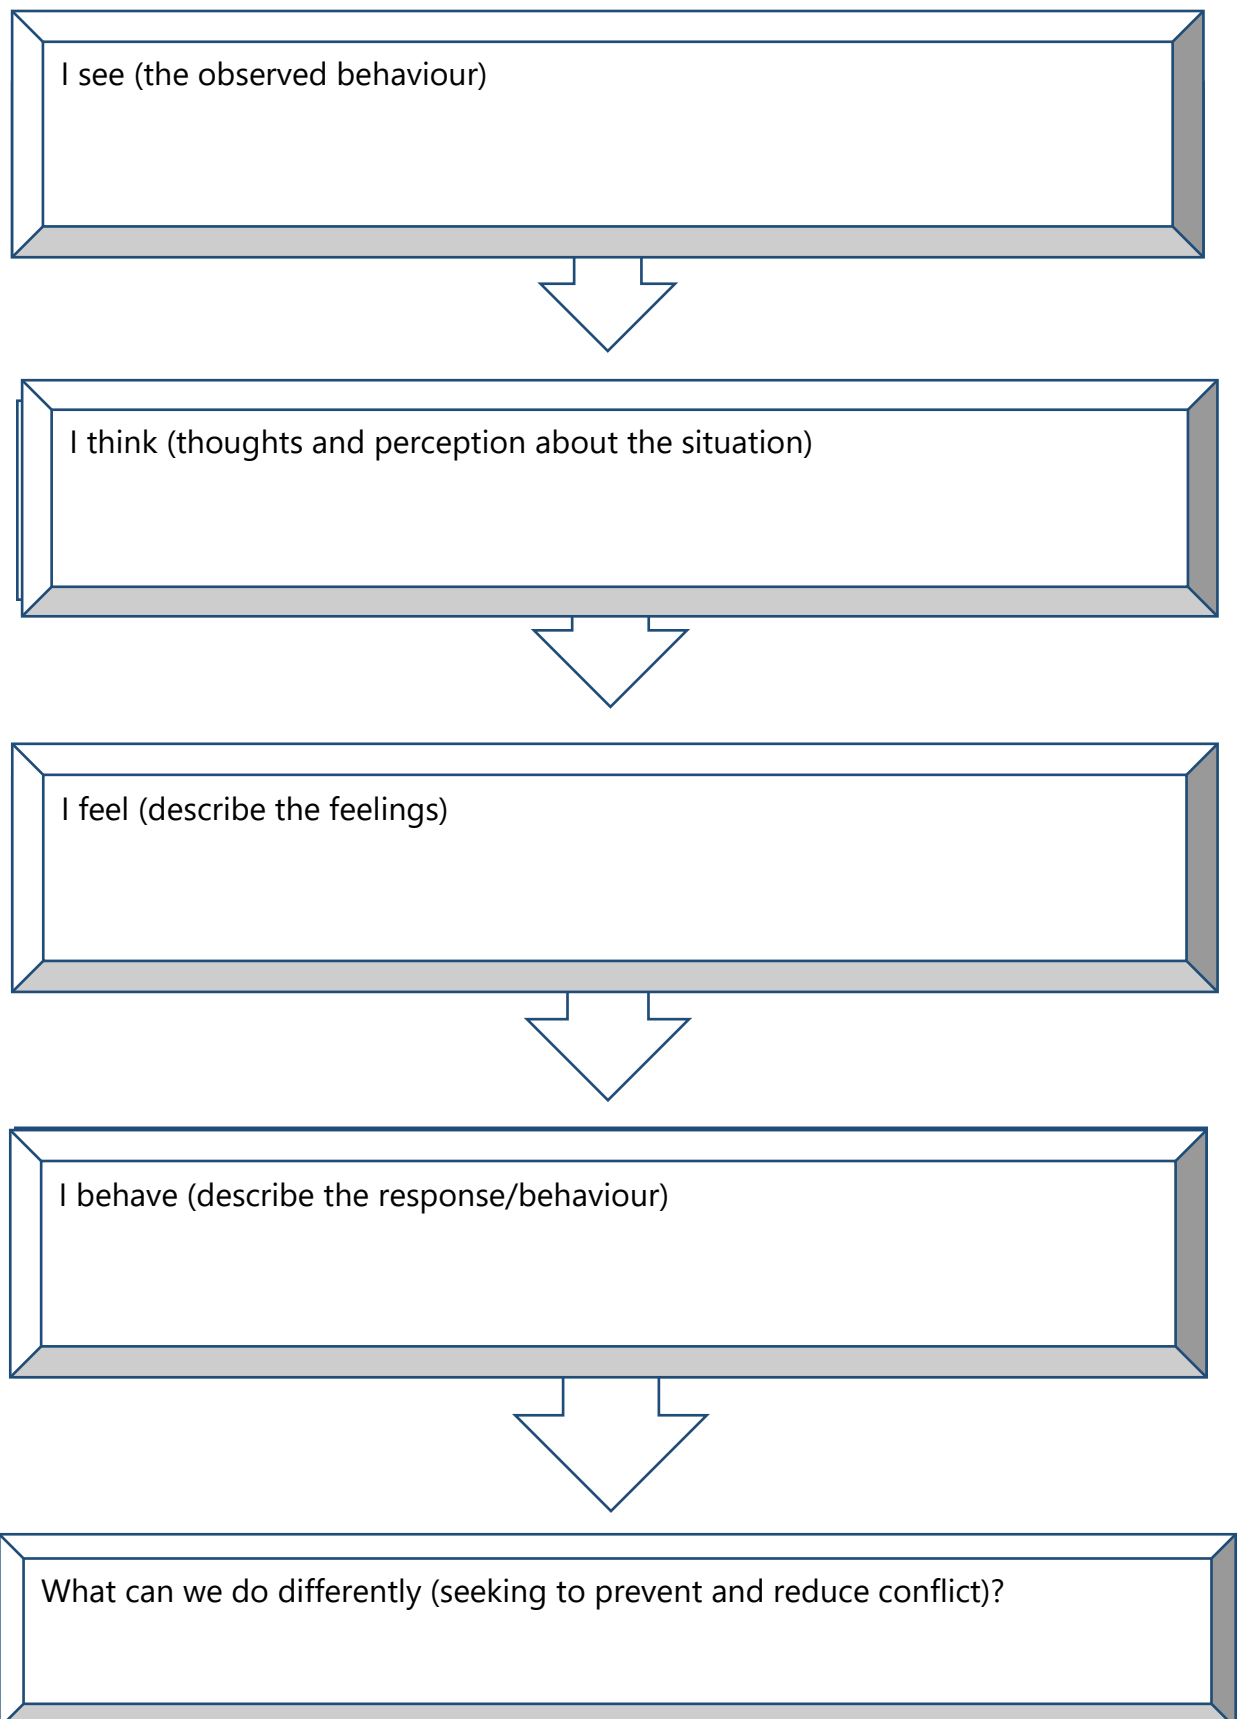 I see (the observed behaviour)
I think (thoughts and perception about the situation)
I feel (describe the feelings)
I behave (describe the response/behaviour)
What can we do differently (seeking to prevent and reduce conflict)?